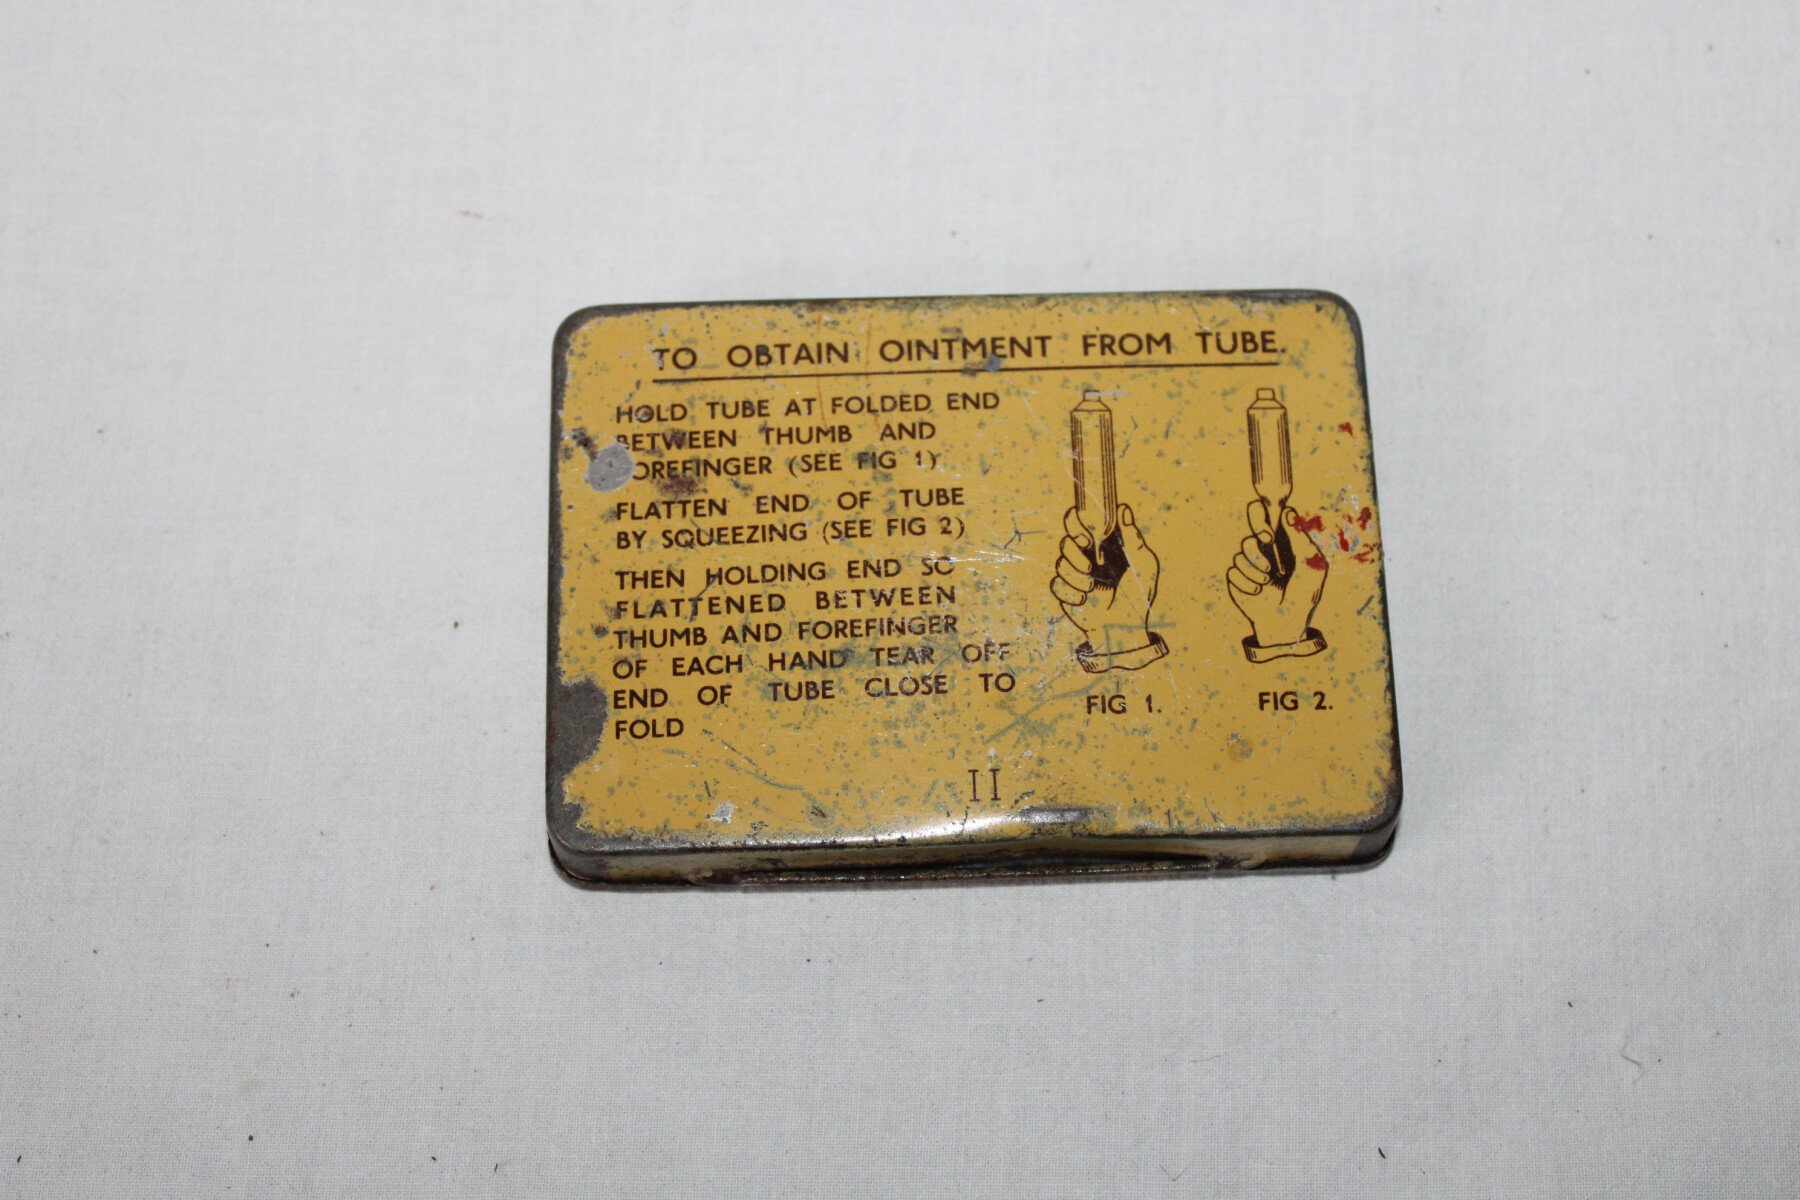 TO OBTAIN OINTMENT FROM TUBE.
HOLD TUBE AT FOLDED END
BETWEEN THUMB AND
FOREFINGER (SEE FIG 1)
FLATTEN END OF TUBE
BY SQUEEZING (SEE FIG 2)
THEN HOLDING END SO
FLATTENED BETWEEN
THUMB AND FOREFINGER
OF EACH HAND TEAR OFF
END OF TUBE CLOSE TO
FOLD
FIG 1.
FIG 2.
II